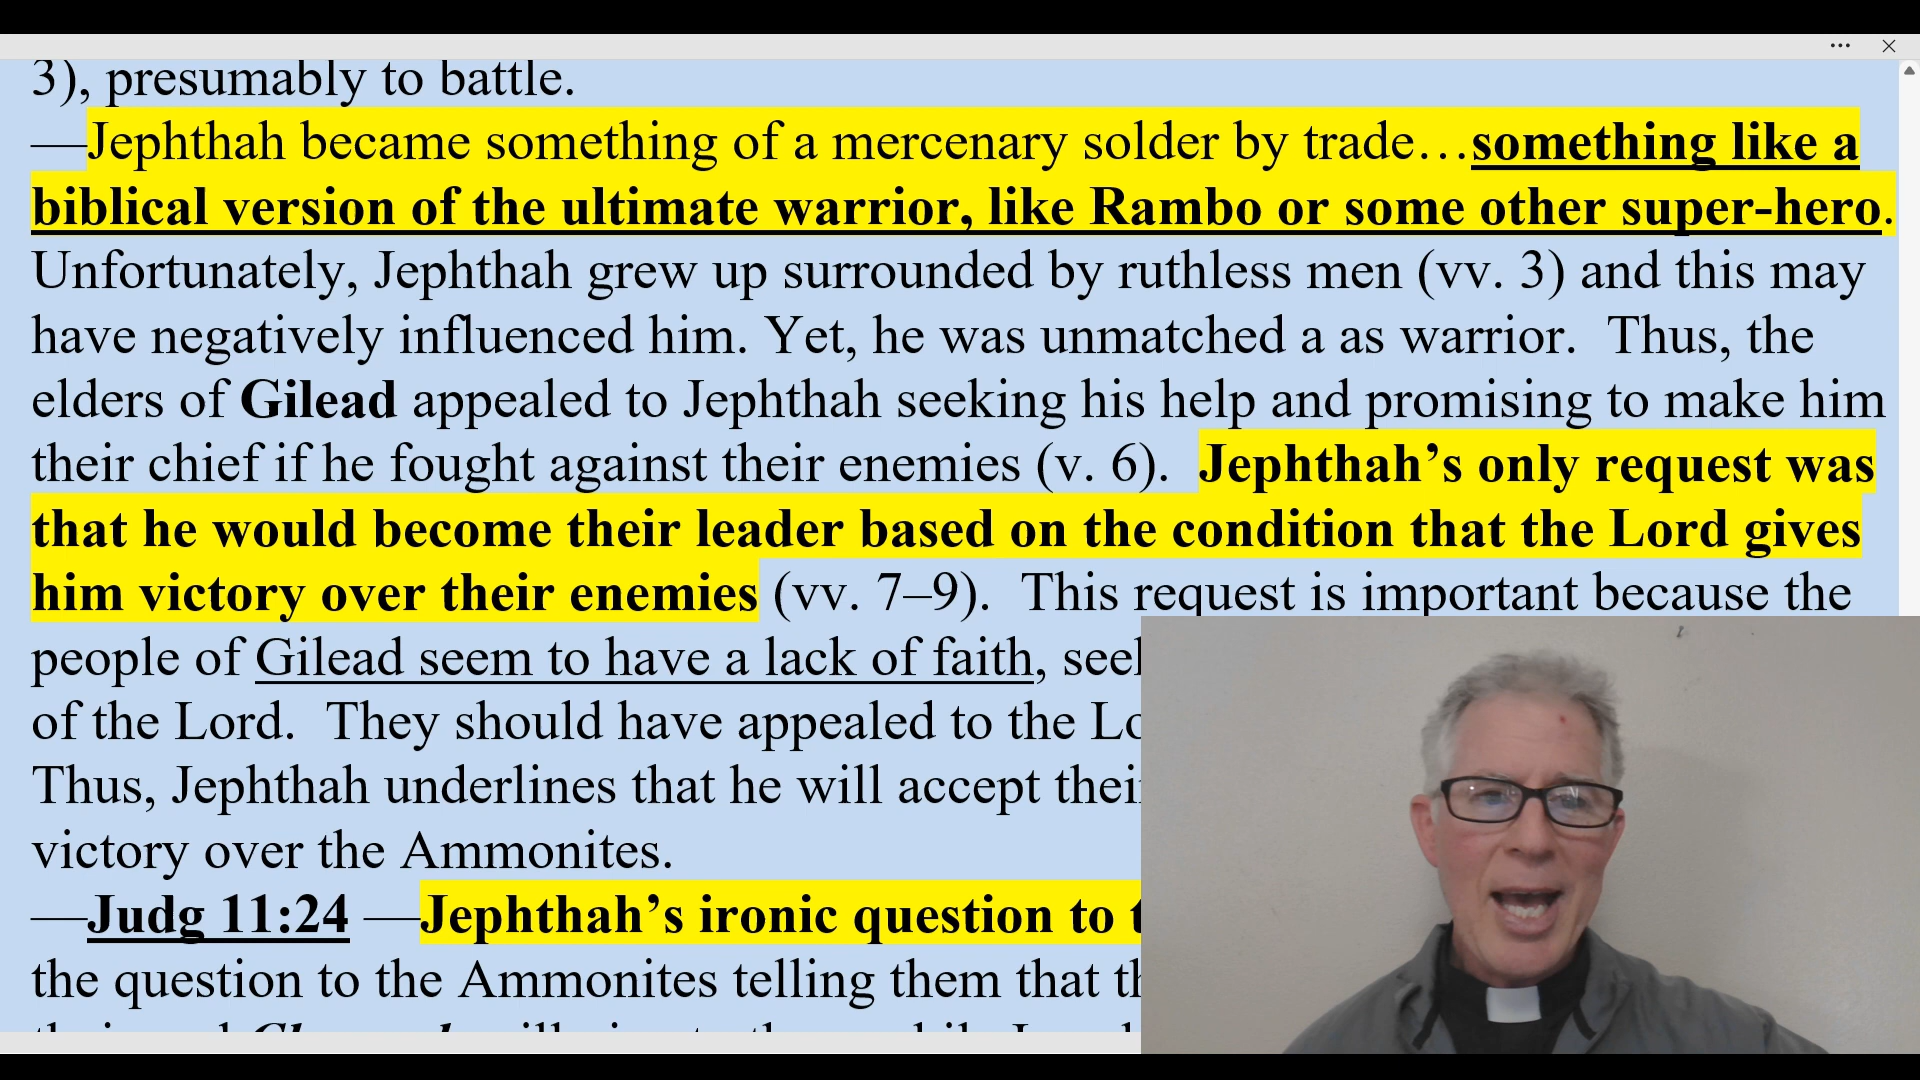 3), presumably to battle.
—Jephthah became something of a mercenary solder by trade…something like a
biblical version of the ultimate warrior, like Rambo or some other super-hero.
Unfortunately, Jephthah grew up surrounded by ruthless men (vv. 3) and this may
have negatively influenced him. Yet, he was unmatched a as warrior.  Thus, the
elders of Gilead appealed to Jephthah seeking his help and promising to make him
their chief if he fought against their enemies (v. 6).  Jephthah’s only request was
that he would become their leader based on the condition that the Lord gives
him victory over their enemies (vv. 7–9).  This request is important because the
people of Gilead seem to have a lack of faith,
of the Lord.  They should have appealed to the
Thus, Jephthah underlines that he will accept
victory over the Ammonites.
—Judg 11:24 —Jephthah’s ironic question to
the question to the Ammonites telling them that